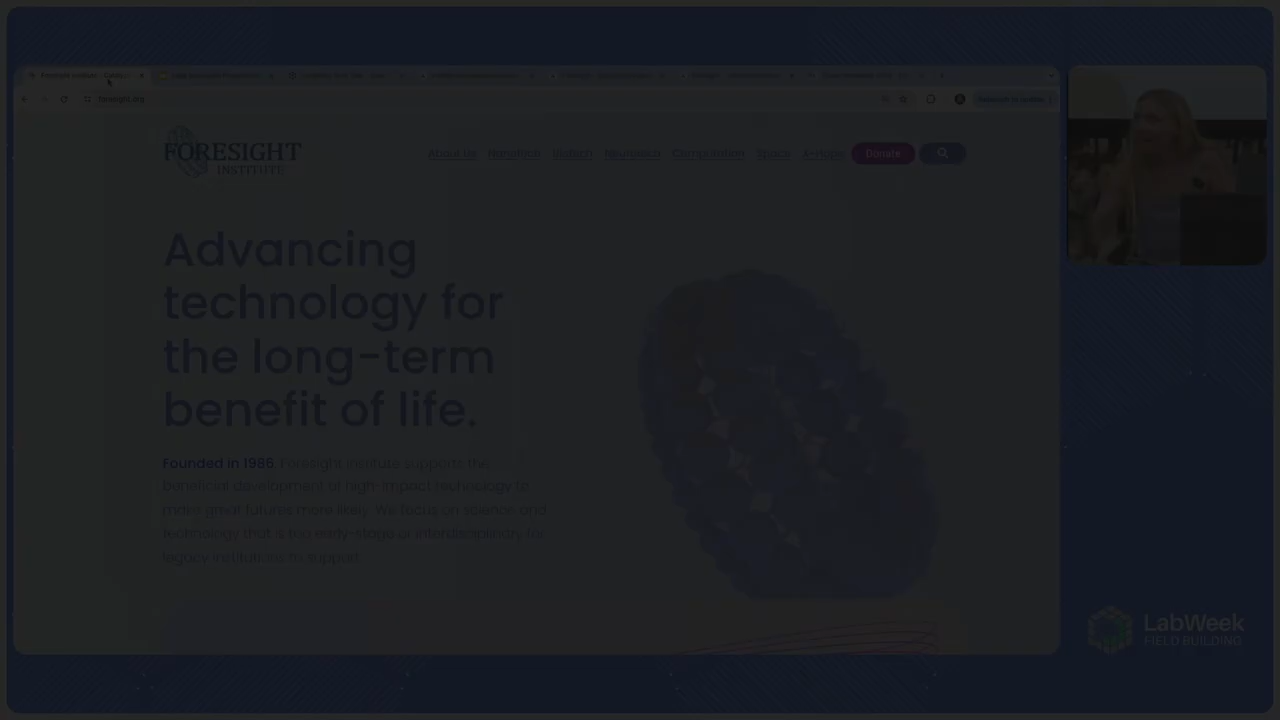 foresight.org
FORESIGHT
INSTITUTE
About Us Nanotech Biotech Neurotech Computation Space X-Hope Donate
Advancing
technology for
the long-term
benefit of life.
Founded in 1986, Foresight Institute supports the
beneficial development of high-impact technology to
make great futures more likely. We focus on science and
technology that is too early-stage or interdisciplinary for
legacy institutions to support.
LabWeek
FIELD BUILDING